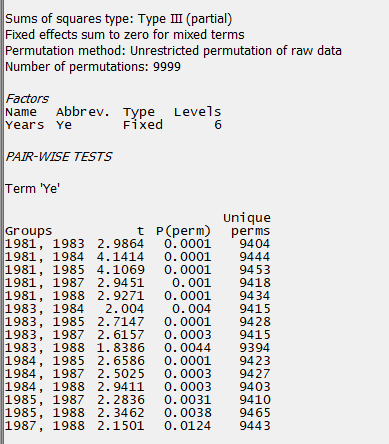 Sums of squares type: Type III (partial)
Fixed effects sum to zero for mixed terms
Permutation method: Unrestricted permutation of raw data
Number of permutations: 9999
Factors
Name Abbrev. Type Levels
Years Ye Fixed 6
PAIR-WISE TESTS
Term 'Ye'
Unique
Groups t P(perm) perms
1981, 1983 2.9864 0.0001 9404
1981, 1984 4.1414 0.0001 9444
1981, 1985 4.1069 0.0001 9453
1981, 1987 2.9451 0.001 9418
1981, 1988 2.9271 0.0001 9434
1983, 1984 2.004 0.004 9415
1983, 1985 2.7147 0.0001 9428
1983, 1987 2.6157 0.0003 9415
1983, 1988 1.8386 0.0044 9394
1984, 1985 2.6586 0.0001 9423
1984, 1987 2.5025 0.0003 9427
1984, 1988 2.9411 0.0003 9403
1985, 1987 2.2836 0.0031 9410
1985, 1988 2.3462 0.0038 9465
1987, 1988 2.1501 0.0124 9443